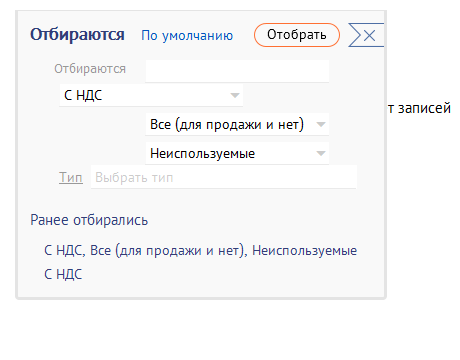 Отбираются По умолчанию Отобрать
Отбираются
С НДС
т записей
Все (для продажи и нет)
Неиспользуемые
Тип Выбрать тип
Ранее отбирались
С НДС, Все (для продажи и нет), Неиспользуемые
С НДС